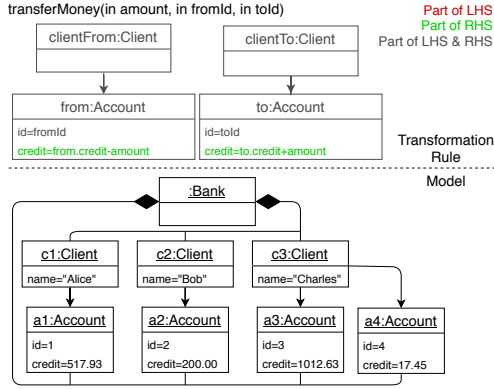 transferMoney(in amount, in fromId, in toId)
Part of LHS
Part of RHS
Part of LHS & RHS
clientFrom:Client
clientTo:Client
from:Account
id=fromId
credit=from.credit-amount
to:Account
id=toId
credit=to.credit+amount
Transformation
Rule
Model
:Bank
c1:Client
name="Alice"
c2:Client
name="Bob"
c3:Client
name="Charles"
a1:Account
id=1
credit=517.93
a2:Account
id=2
credit=200.00
a3:Account
id=3
credit=1012.63
a4:Account
id=4
credit=17.45